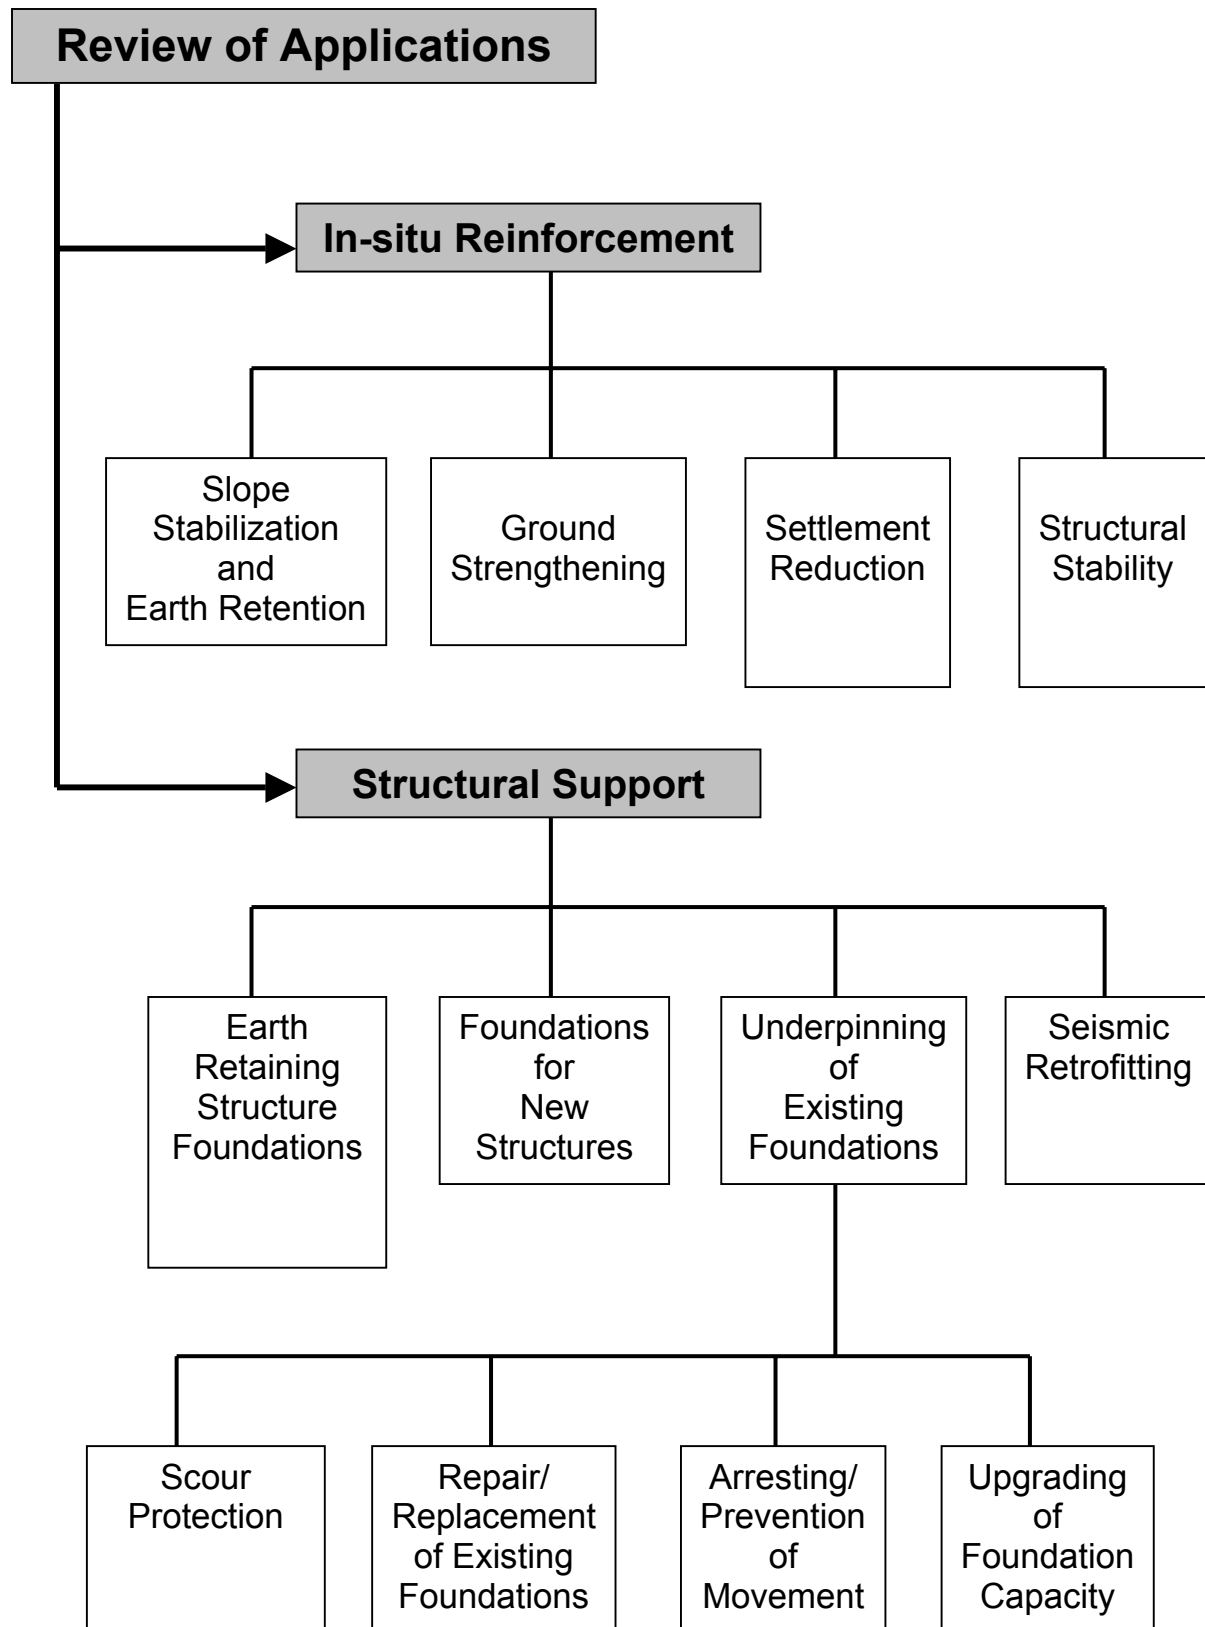 Review of Applications
In-situ Reinforcement
Slope
Stabilization
and
Earth Retention
Ground
Strengthening
Settlement
Reduction
Structural
Stability
Structural Support
Earth
Retaining
Structure
Foundations
Foundations
for
New
Structures
Underpinning
of
Existing
Foundations
Seismic
Retrofitting
Scour
Protection
Repair/
Replacement
of Existing
Foundations
Arresting/
Prevention
of
Movement
Upgrading
of
Foundation
Capacity